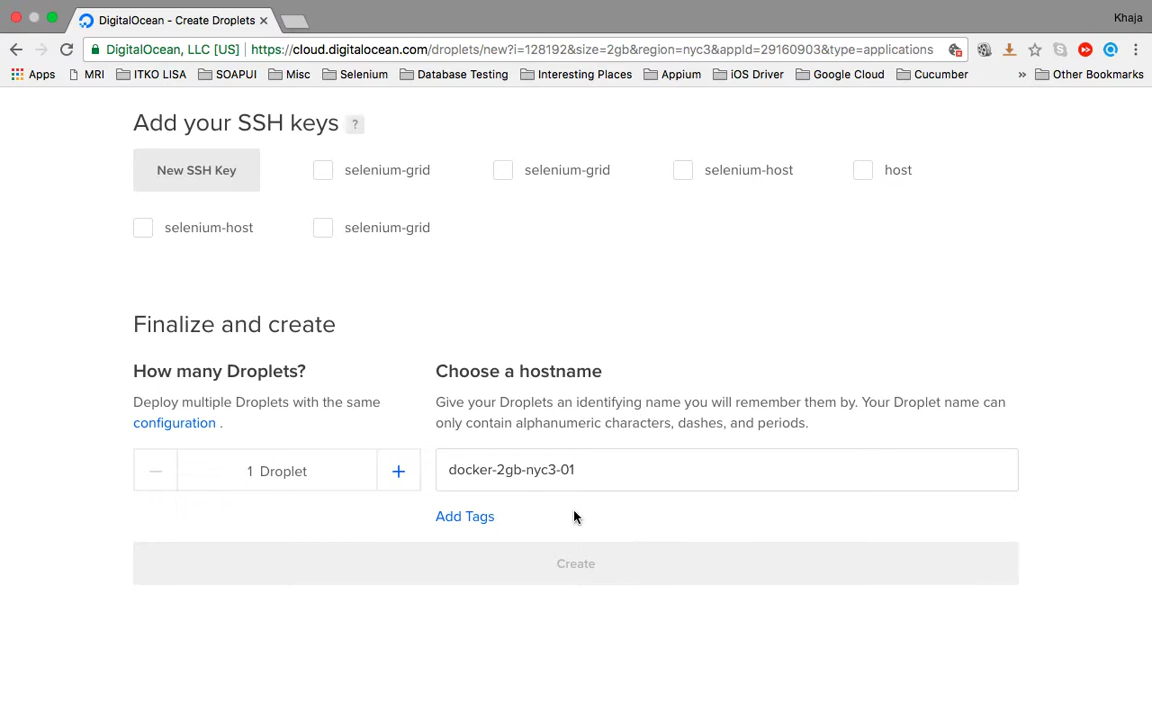 DigitalOcean - Create Droplets
Khaja
DigitalOcean, LLC [US] https://cloud.digitalocean.com/droplets/new?i=128192&size=2gb&region=nyc3&appId=29160903&type=applications
Apps MRI ITKO LISA SOAPUI Misc Selenium Database Testing Interesting Places Appium iOS Driver Google Cloud Cucumber » Other Bookmarks
Add your SSH keys ?
New SSH Key selenium-grid selenium-grid selenium-host host
selenium-host selenium-grid
Finalize and create
How many Droplets?
Deploy multiple Droplets with the same
configuration .
1 Droplet
Choose a hostname
Give your Droplets an identifying name you will remember them by. Your Droplet name can
only contain alphanumeric characters, dashes, and periods.
docker-2gb-nyc3-01
Add Tags
Create